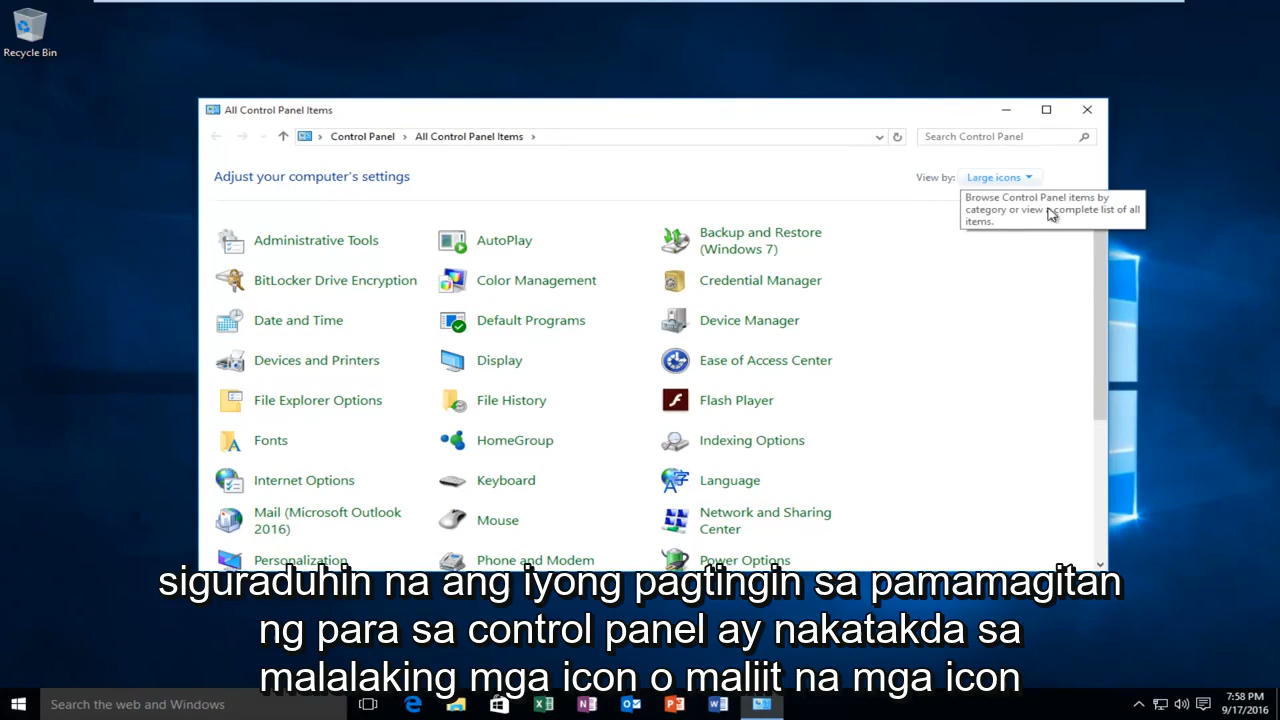 Recycle Bin
All Control Panel Items
Control Panel > All Control Panel Items >
Search Control Panel
Adjust your computer's settings
View by: Large icons
Browse Control Panel items by
category or view complete list of all
items.
Administrative Tools
AutoPlay
Backup and Restore
(Windows 7)
BitLocker Drive Encryption
Color Management
Credential Manager
Date and Time
Default Programs
Device Manager
Devices and Printers
Display
Ease of Access Center
File Explorer Options
File History
Flash Player
Fonts
HomeGroup
Indexing Options
Internet Options
Keyboard
Language
Mail (Microsoft Outlook
2016)
Mouse
Network and Sharing
Center
Personalization
Phone and Modem
Power Options
siguraduhin na ang iyong pagtingin sa pamamagitan
ng para sa control panel ay nakatakda sa
malalaking mga icon o maliit na mga icon
Search the web and Windows
7:58 PM
9/17/2016